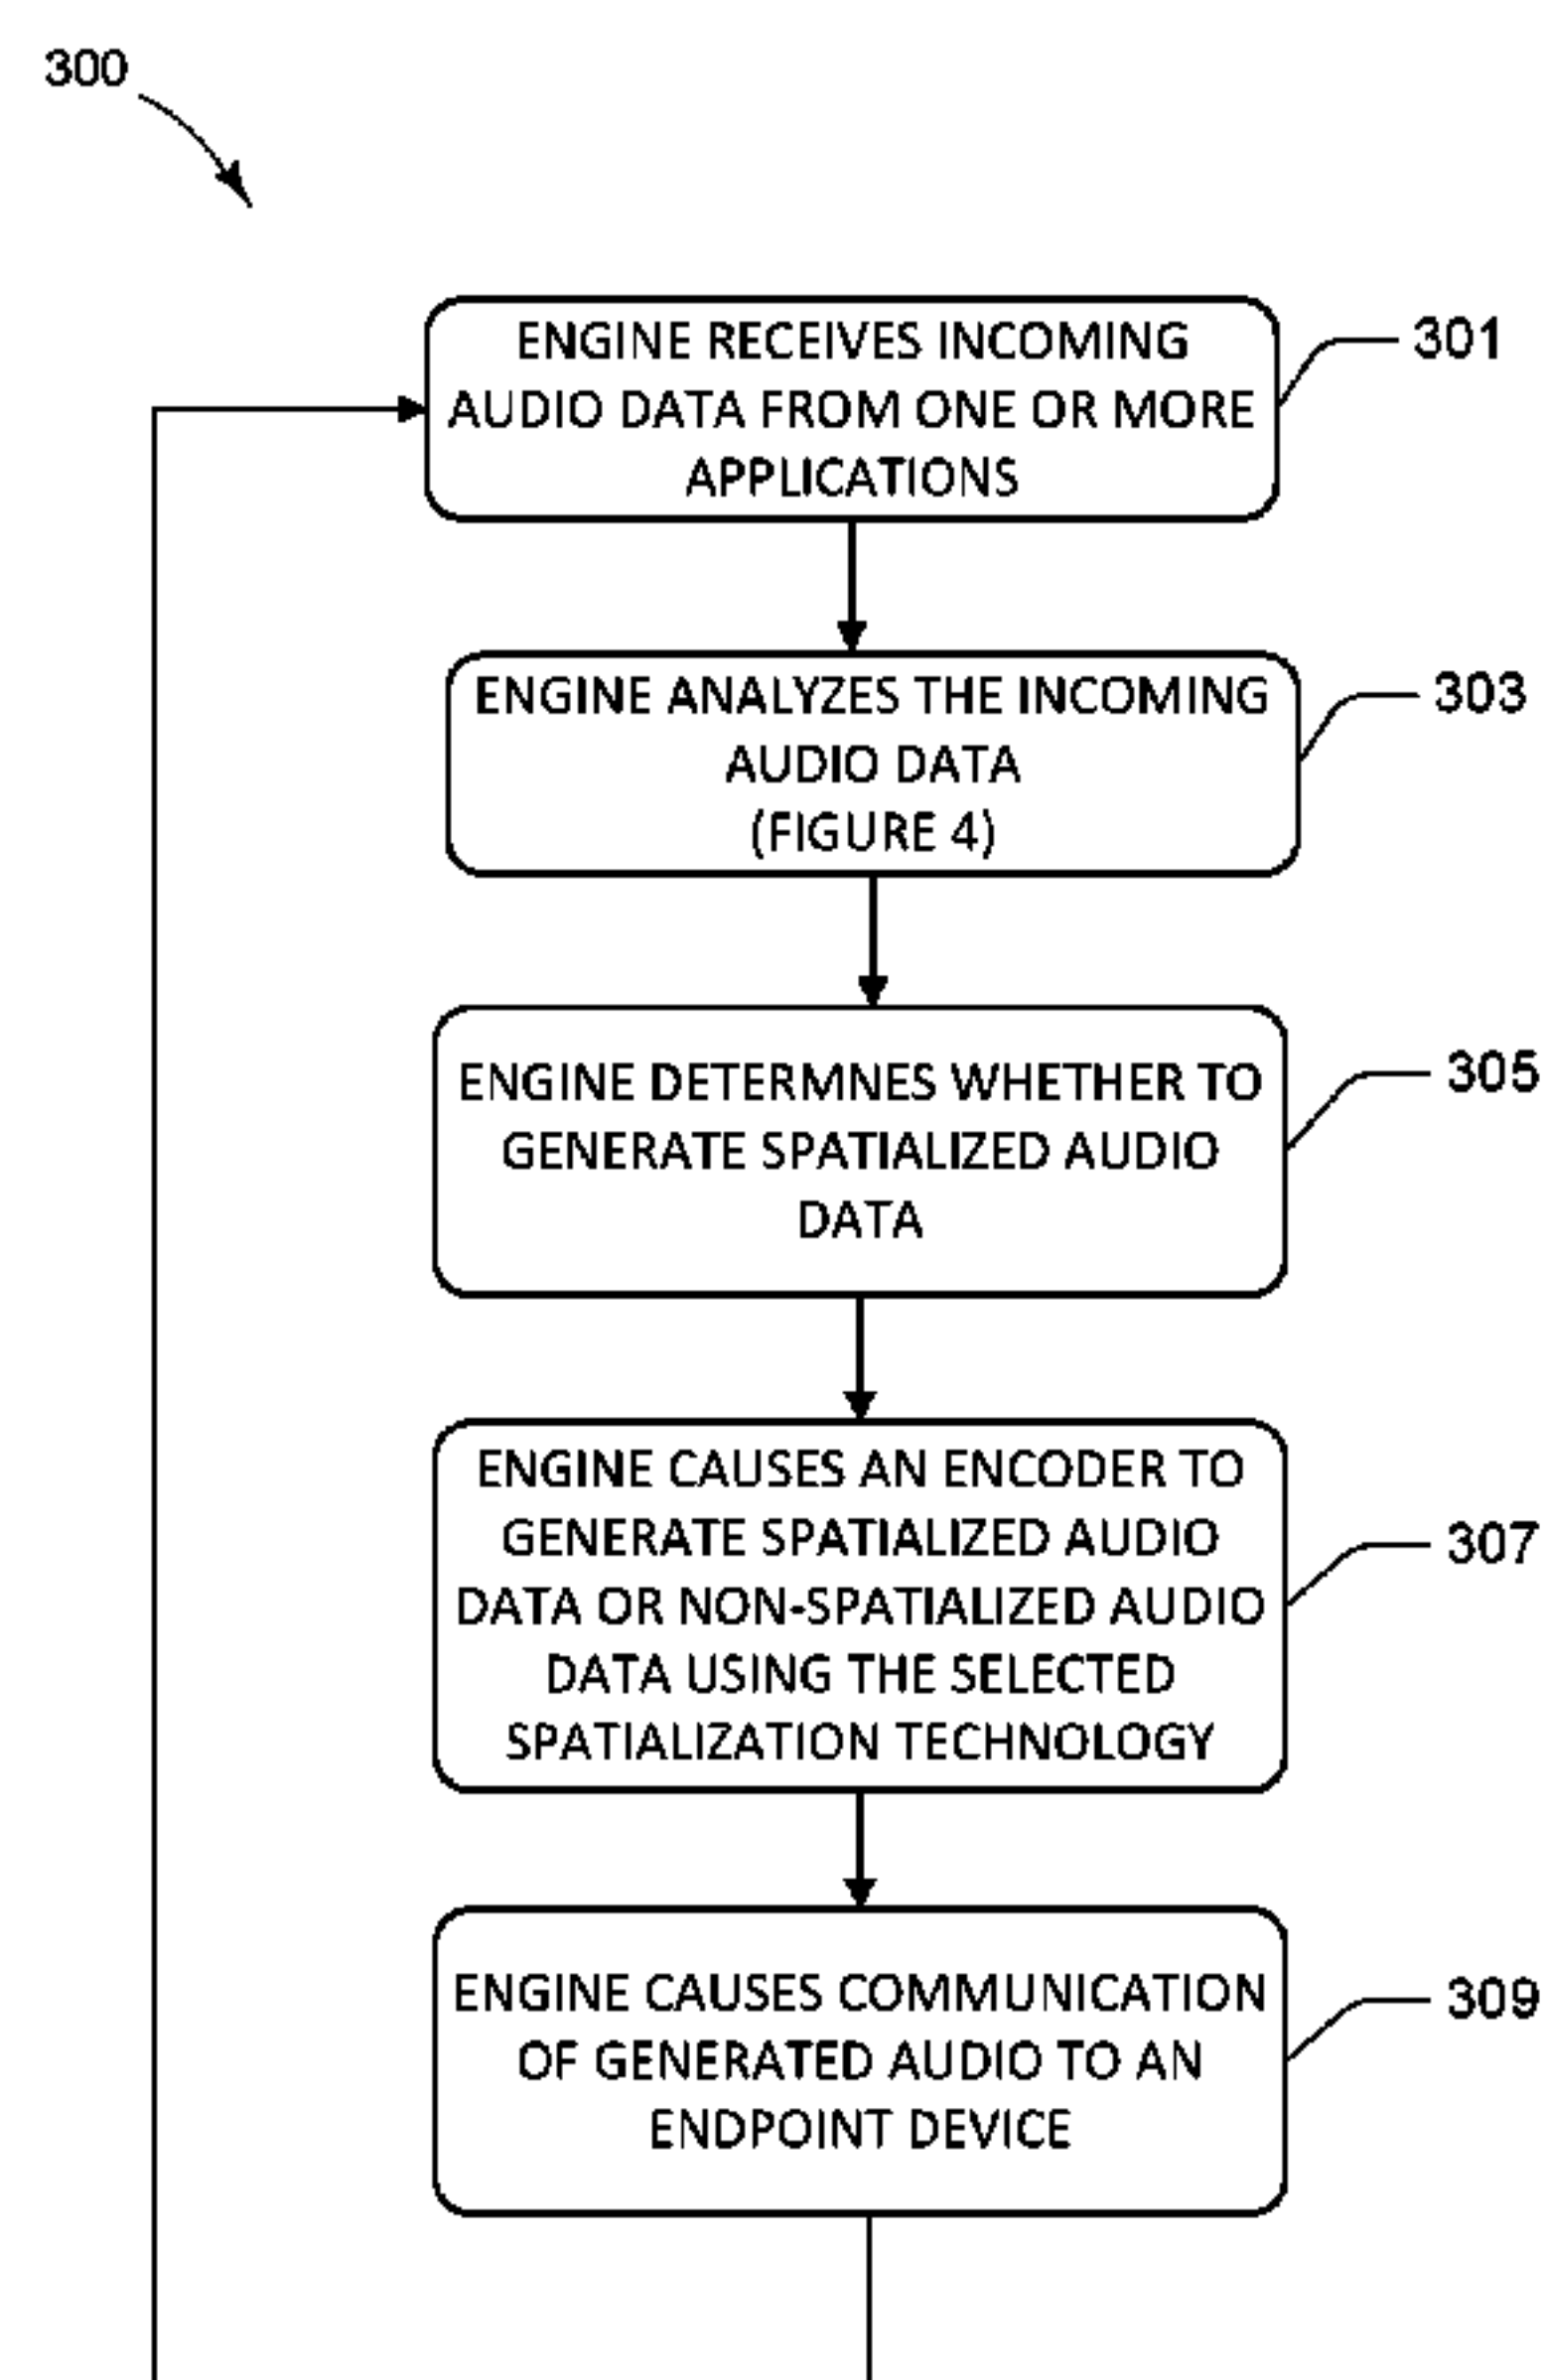 300
ENGINE RECEIVES INCOMING
AUDIO DATA FROM ONE OR MORE
APPLICATIONS
301
ENGINE ANALYZES THE INCOMING
AUDIO DATA
(FIGURE 4)
303
ENGINE DETERMNES WHETHER TO
GENERATE SPATIALIZED AUDIO
DATA
305
ENGINE CAUSES AN ENCODER TO
GENERATE SPATIALIZED AUDIO
DATA OR NON-SPATIALIZED AUDIO
DATA USING THE SELECTED
SPATIALIZATION TECHNOLOGY
307
ENGINE CAUSES COMMUNICATION
OF GENERATED AUDIO TO AN
ENDPOINT DEVICE
309